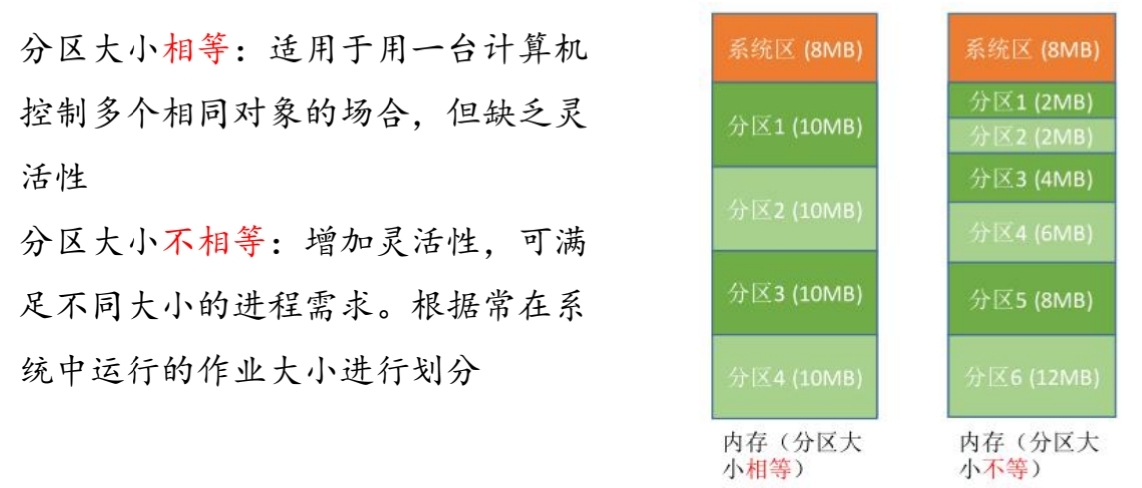 分区大小相等：适用于用一台计算机
控制多个相同对象的场合，但缺乏灵
活性
分区大小不相等：增加灵活性，可满
足不同大小的进程需求。根据常在系
统中运行的作业大小进行划分
系统区 (8MB)
分区1 (10MB)
分区2 (10MB)
分区3 (10MB)
分区4 (10MB)
内存（分区大
小相等）
系统区 (8MB)
分区1 (2MB)
分区2 (2MB)
分区3 (4MB)
分区4 (6MB)
分区5 (8MB)
分区6 (12MB)
内存（分区大
小不等）